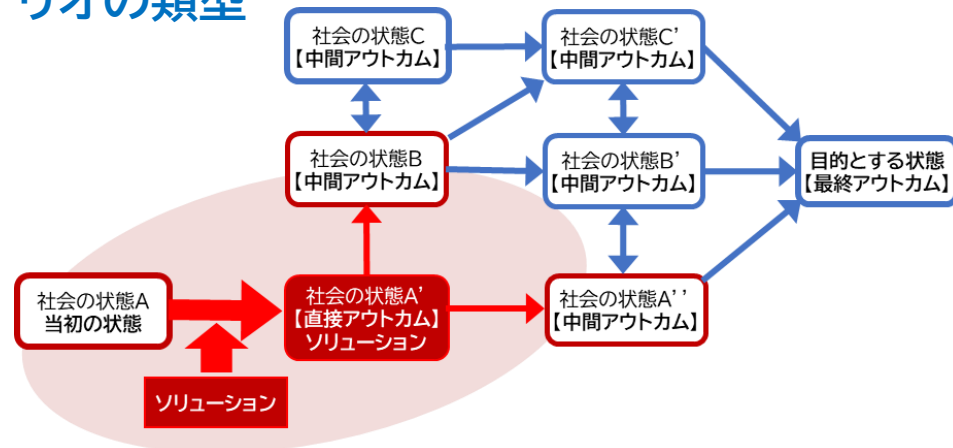 リオの類型
社会の状態C
【中間アウトカム】
社会の状態C’
【中間アウトカム】
社会の状態B
【中間アウトカム】
社会の状態B’
【中間アウトカム】
目的とする状態
【最終アウトカム】
社会の状態A
当初の状態
社会の状態A’
【直接アウトカム】
ソリューション
社会の状態A’’
【中間アウトカム】
ソリューション